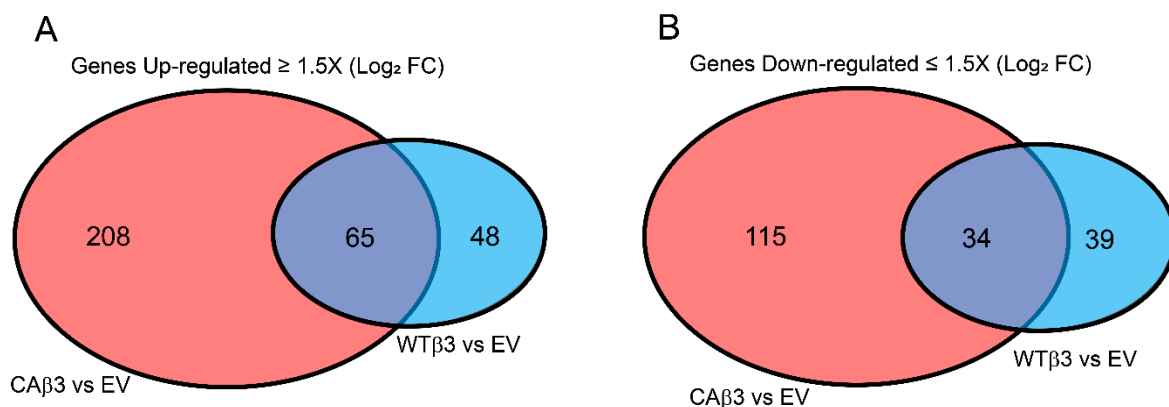 A
Genes Up-regulated ≥ 1.5X (Log₂ FC)
208
65
48
WTβ3 vs EV
CAβ3 vs EV
B
Genes Down-regulated ≤ 1.5X (Log₂ FC)
115
34
39
WTβ3 vs EV
CAβ3 vs EV